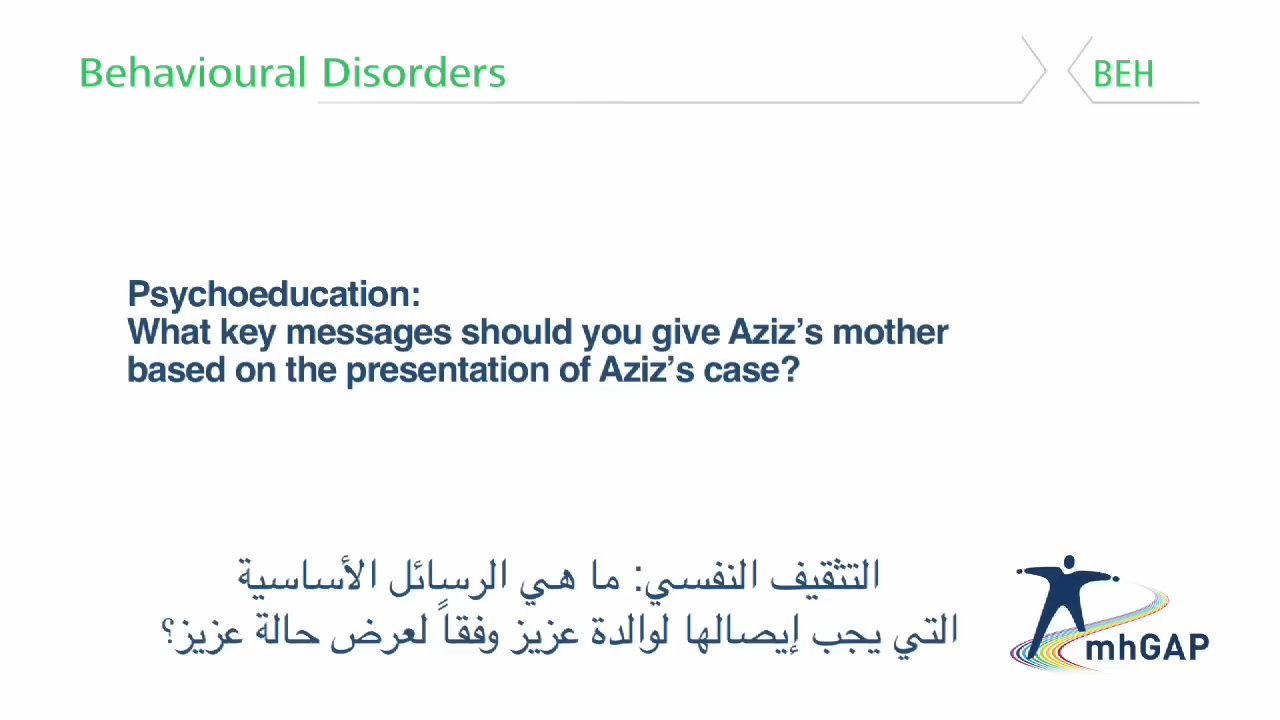 Behavioural Disorders
BEH
Psychoeducation:
What key messages should you give Aziz’s mother
based on the presentation of Aziz’s case?
التثقيف النفسي: ما هي الرسائل الأساسية
التي يجب إيصالها لوالدة عزيز وفقاً لعرض حالة عزيز؟
mhGAP